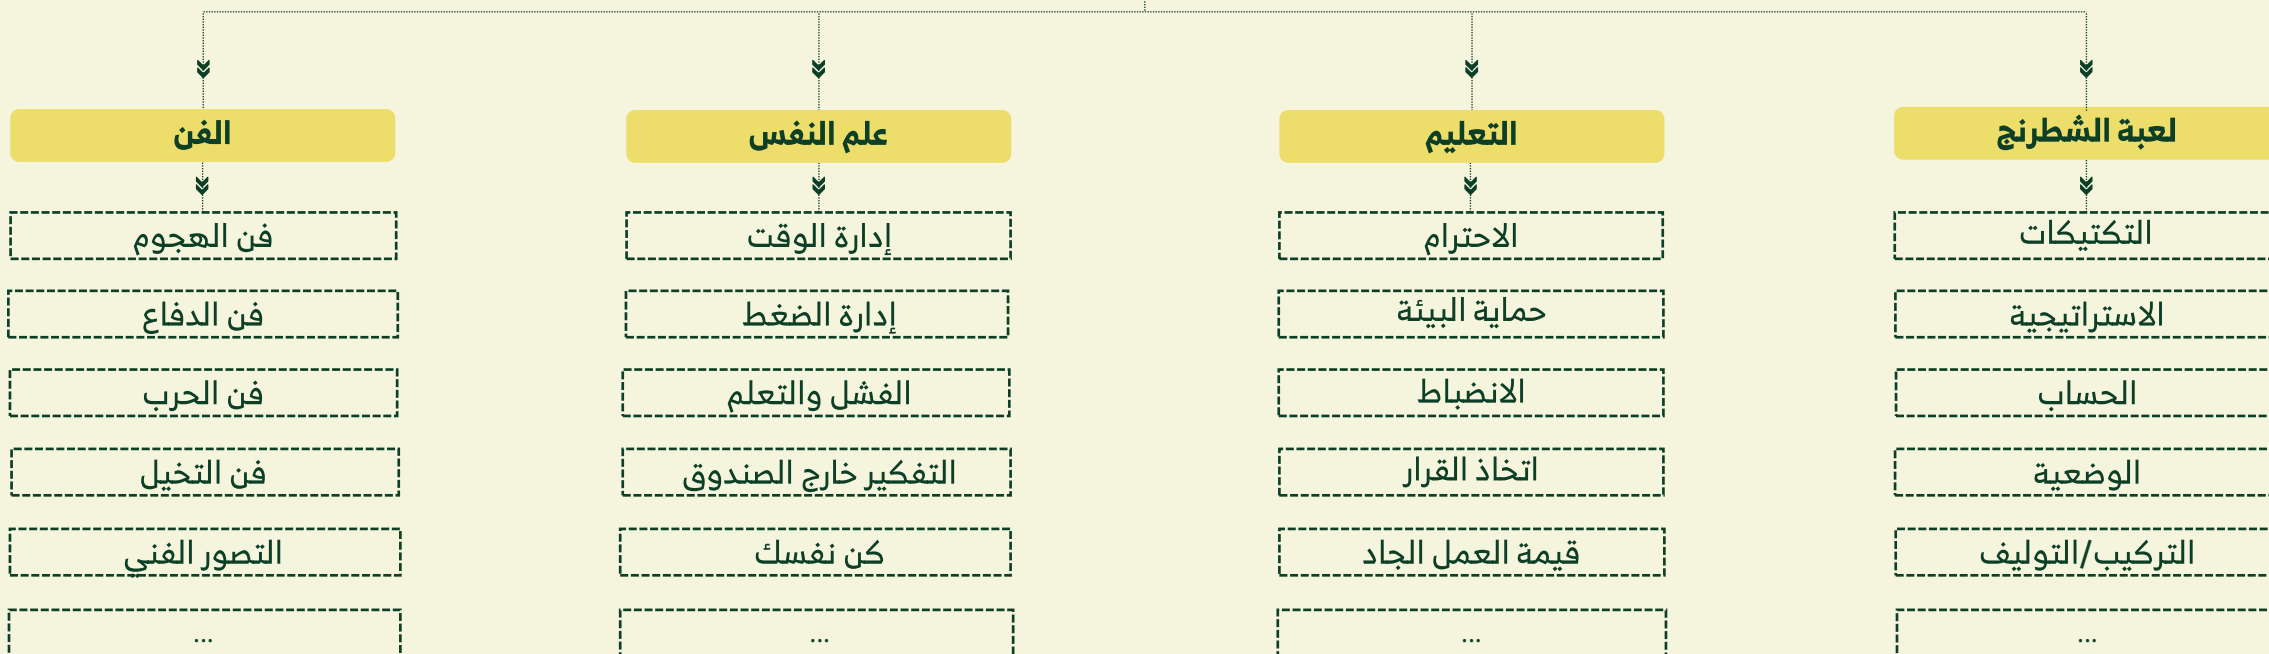 لعبة الشطرنج
التكتيكات
الاستراتيجية
الحساب
الوضعية
التركيب/التوليف
...
التعليم
الاحترام
حماية البيئة
الانضباط
اتخاذ القرار
قيمة العمل الجاد
...
علم النفس
إدارة الوقت
إدارة الضغط
الفشل والتعلم
التفكير خارج الصندوق
كن نفسك
...
الفن
فن الهجوم
فن الدفاع
فن الحرب
فن التخيل
التصور الفني
...